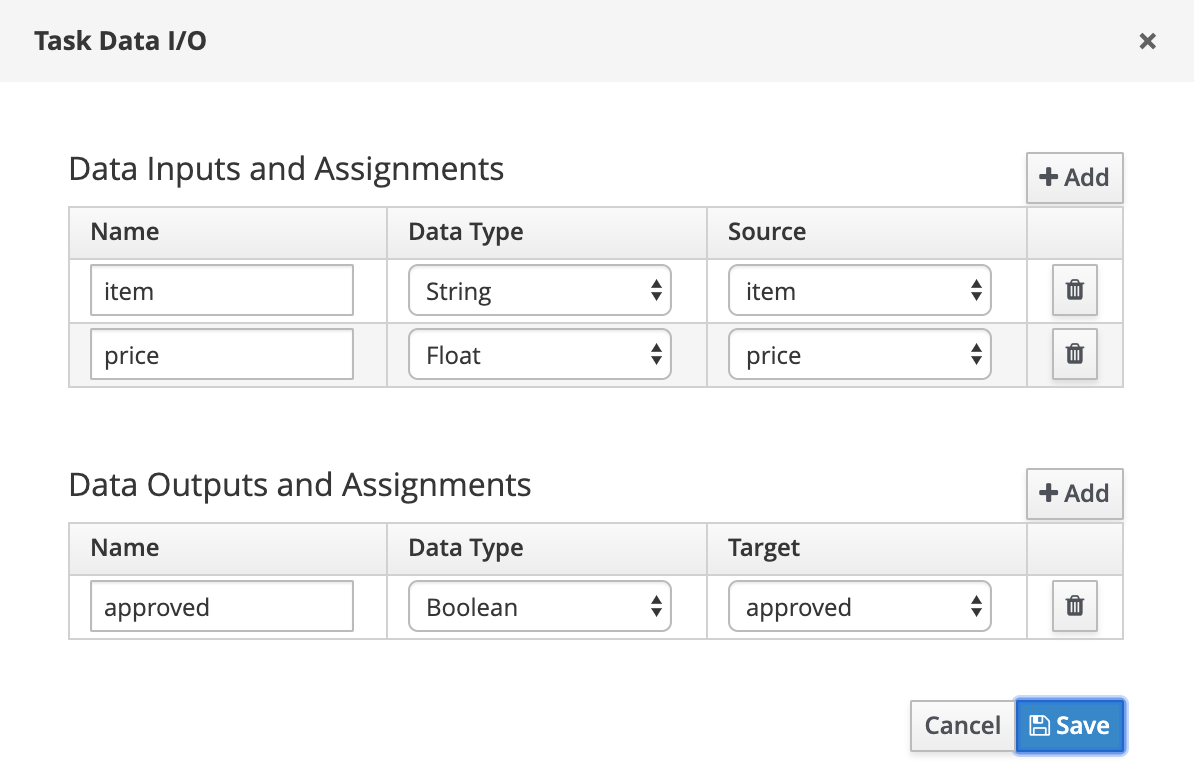 Task Data I/O
Data Inputs and Assignments
Add
Name Data Type Source
item String item
price Float price
Data Outputs and Assignments
Add
Name Data Type Target
approved Boolean approved
Cancel Save